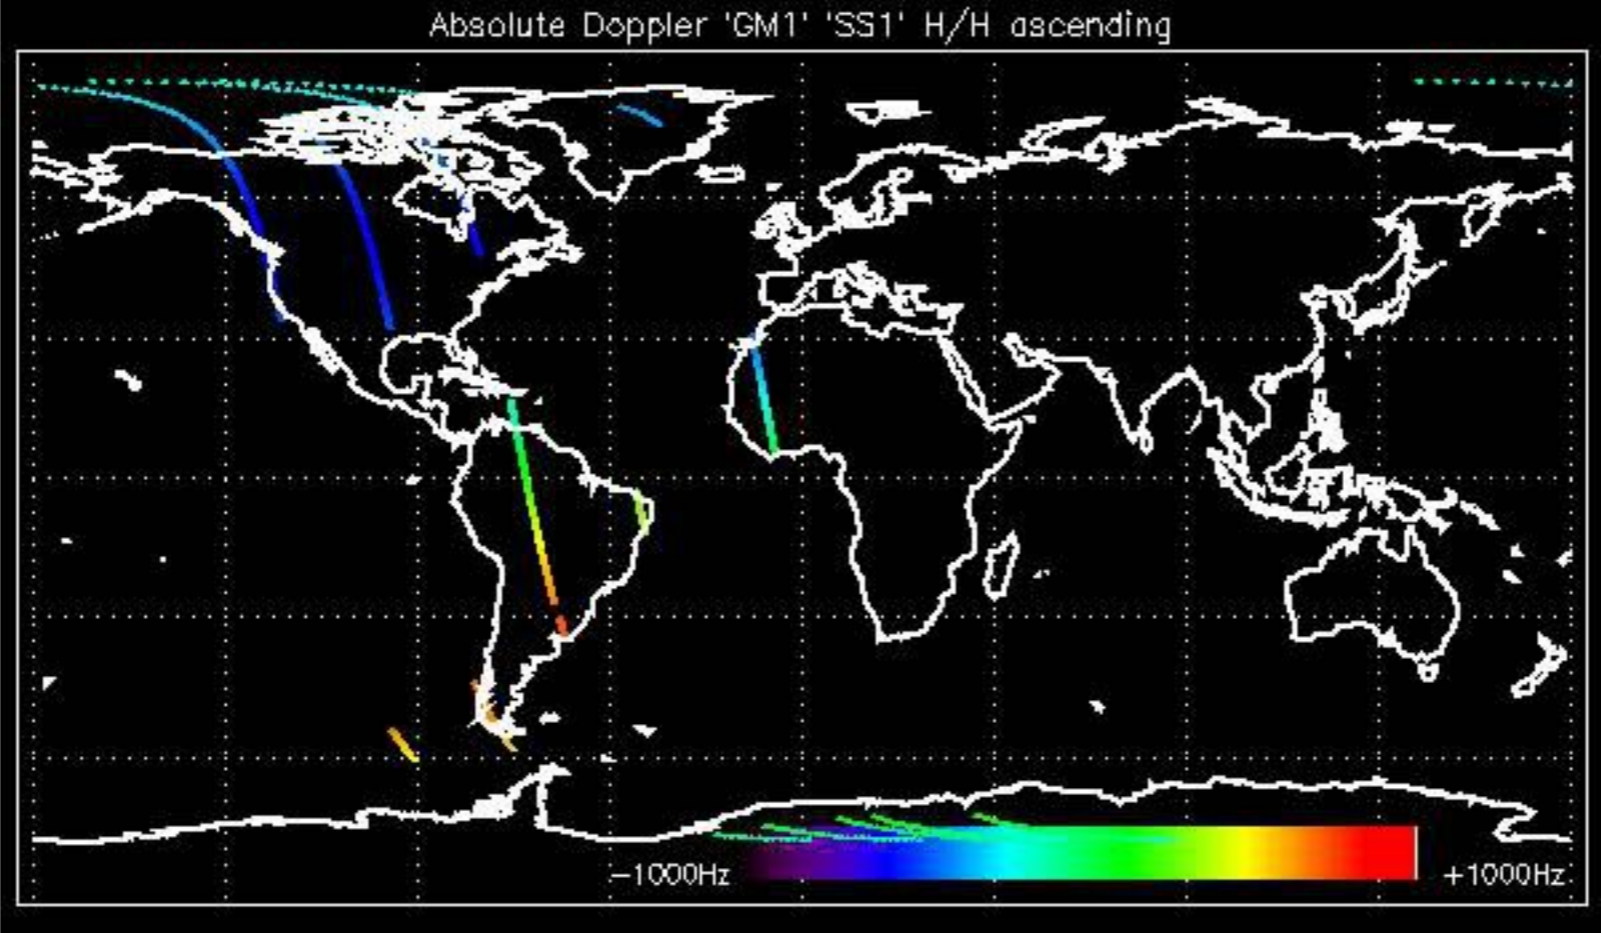 Absolute Doppler 'GM1' 'SS1' H/H ascending
−1000Hz +1000Hz